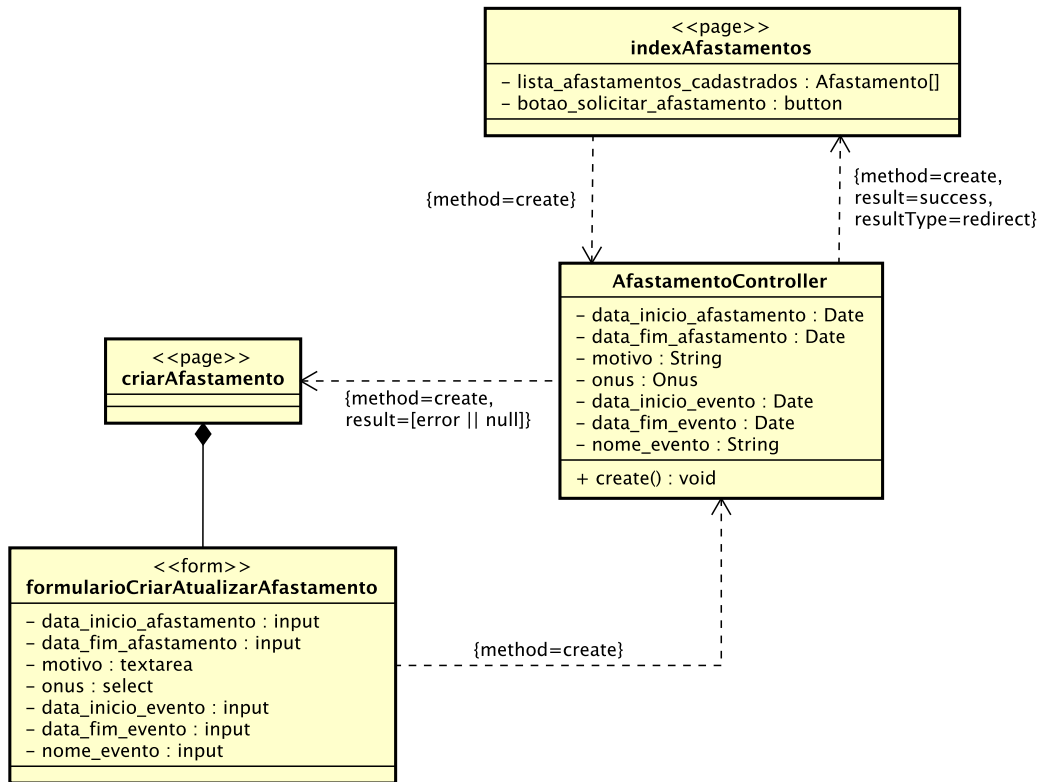 <<page>>
indexAfastamentos
- lista_afastamentos_cadastrados : Afastamento[]
- botao_solicitar_afastamento : button
{method=create}
{method=create,
result=success,
resultType=redirect}
AfastamentoController
- data_inicio_afastamento : Date
- data_fim_afastamento : Date
- motivo : String
- onus : Onus
- data_inicio_evento : Date
- data_fim_evento : Date
- nome_evento : String
+ create() : void
<<page>>
criarAfastamento
{method=create,
result=[error || null]}
<<form>>
formularioCriarAtualizarAfastamento
- data_inicio_afastamento : input
- data_fim_afastamento : input
- motivo : textarea
- onus : select
- data_inicio_evento : input
- data_fim_evento : input
- nome_evento : input
{method=create}